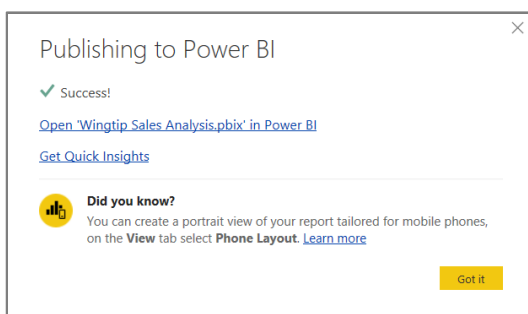 Publishing to Power BI
Success!
Open 'Wingtip Sales Analysis.pbix' in Power BI
Get Quick Insights
Did you know?
You can create a portrait view of your report tailored for mobile phones,
on the View tab select Phone Layout. Learn more
Got it